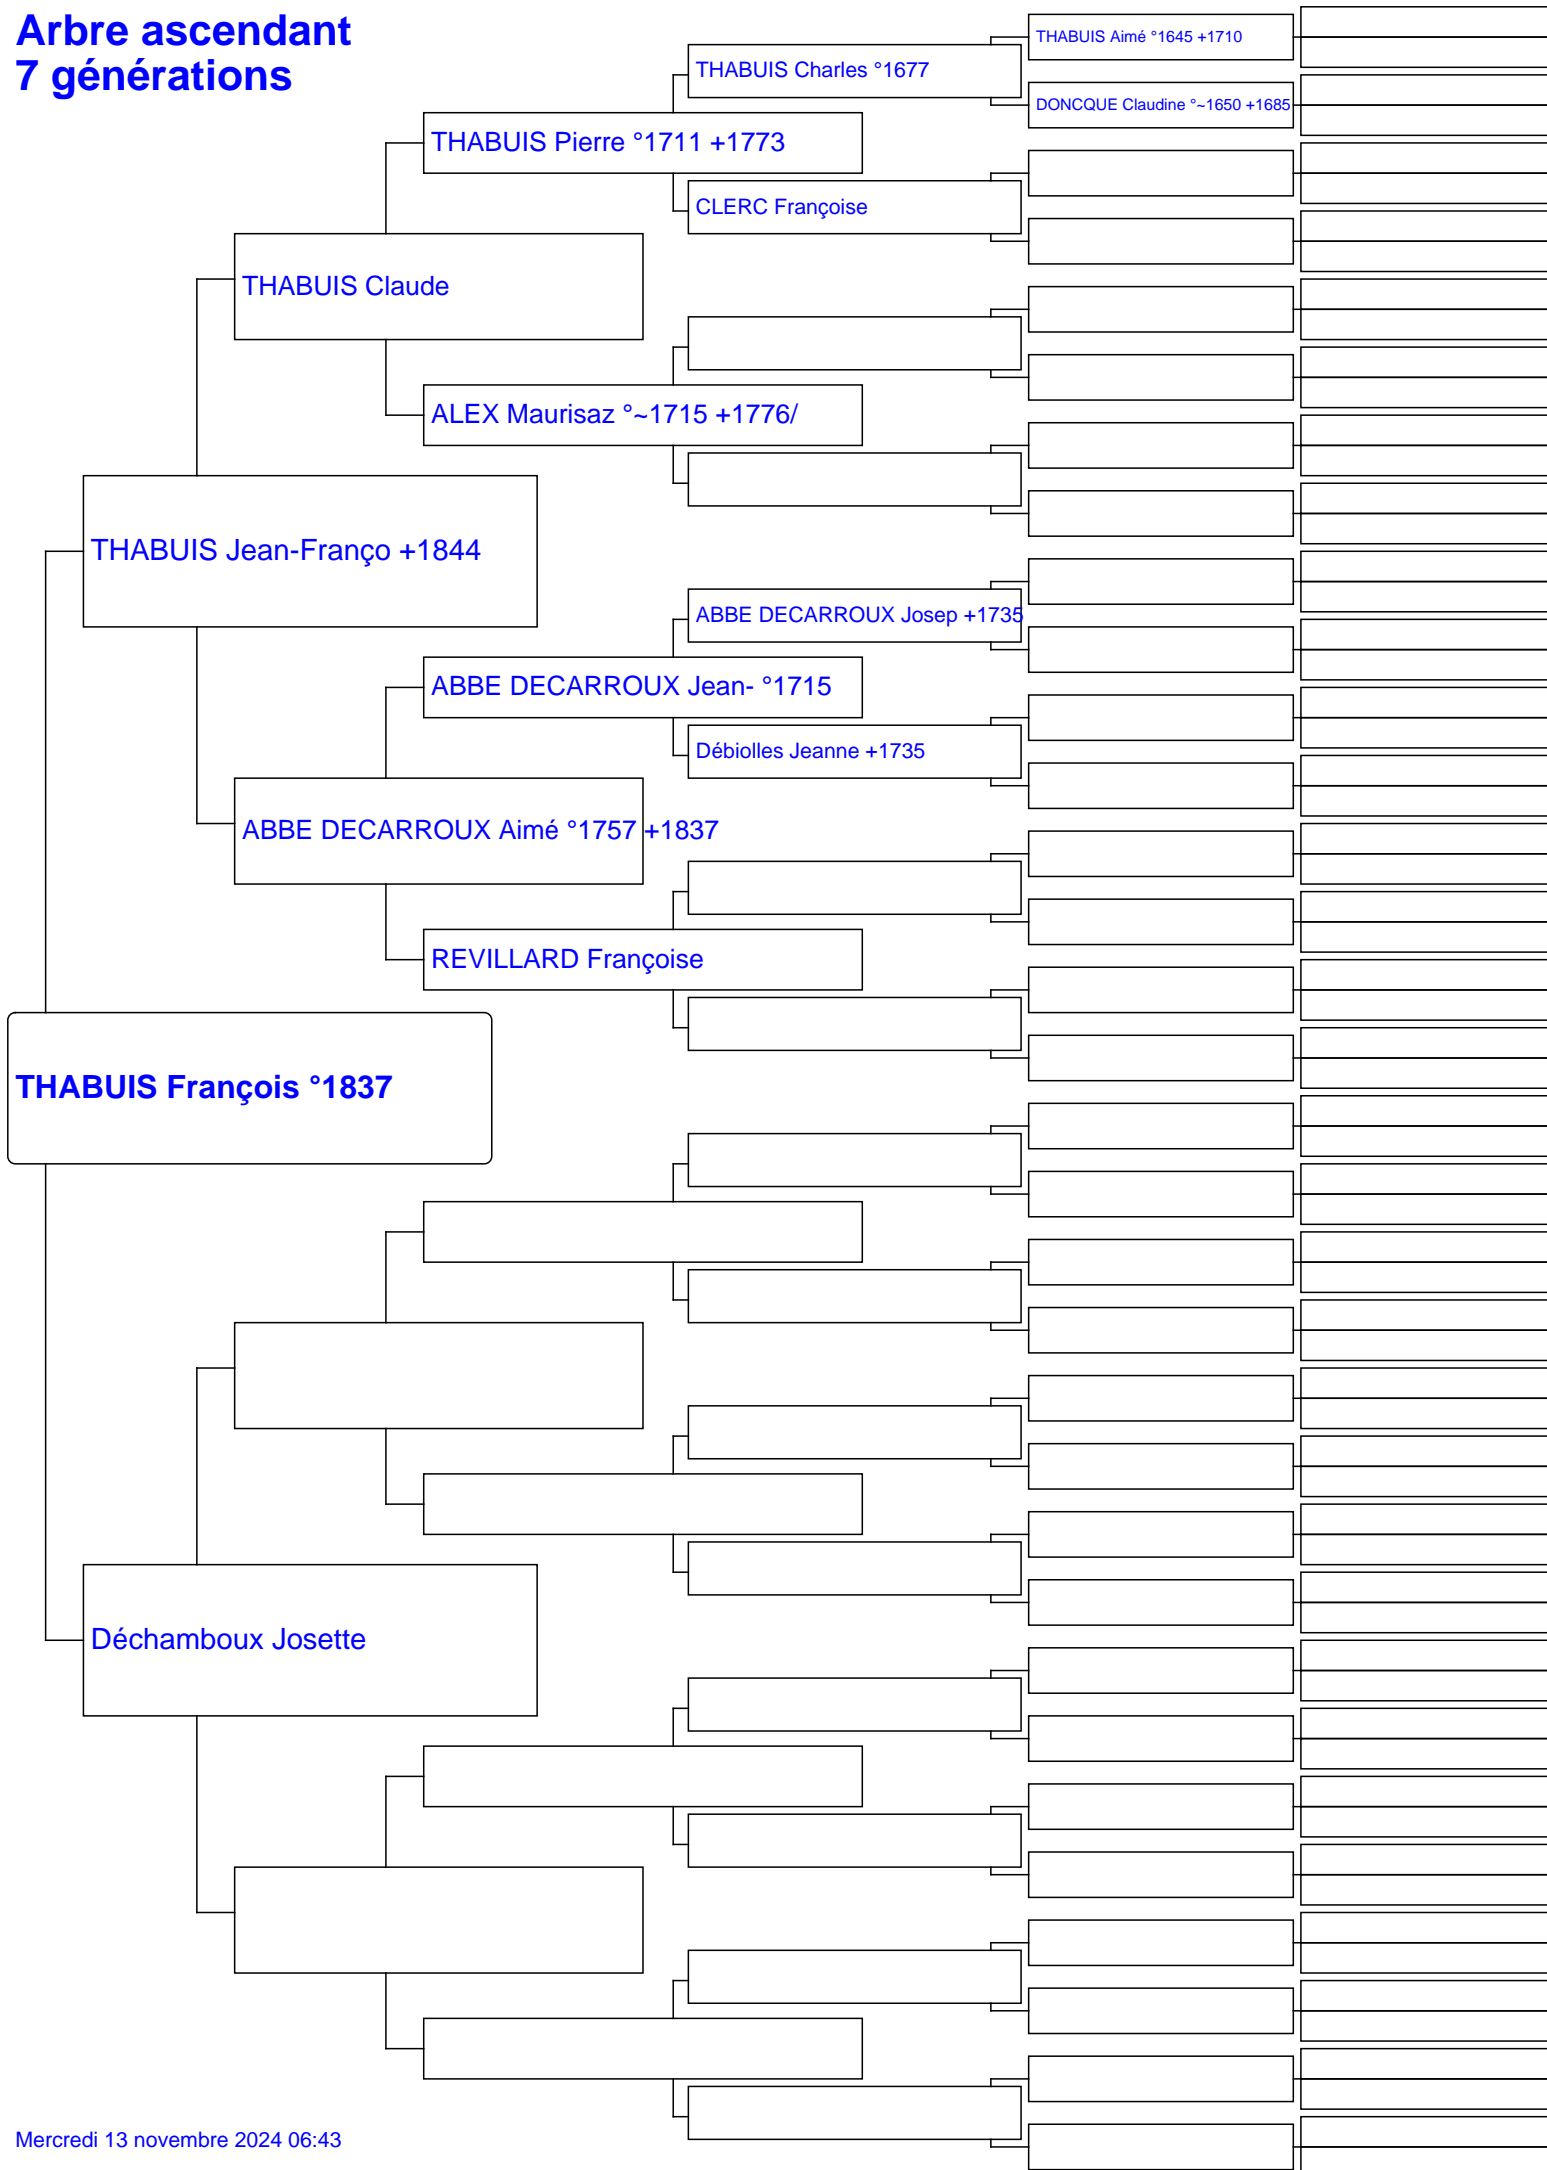 Arbre ascendant
7 générations
THABUIS Aimé °1645 +1710
THABUIS Charles °1677
DONCQUE Claudine °~1650 +1685
THABUIS Pierre °1711 +1773
CLERC Françoise
THABUIS Claude
ALEX Maurisaz °~1715 +1776/
THABUIS Jean-Franço +1844
ABBE DECARROUX Josep +1735
ABBE DECARROUX Jean- °1715
Débiolles Jeanne +1735
ABBE DECARROUX Aimé °1757 +1837
REVILLARD Françoise
THABUIS François °1837
Déchamboux Josette
Mercredi 13 novembre 2024 06:43